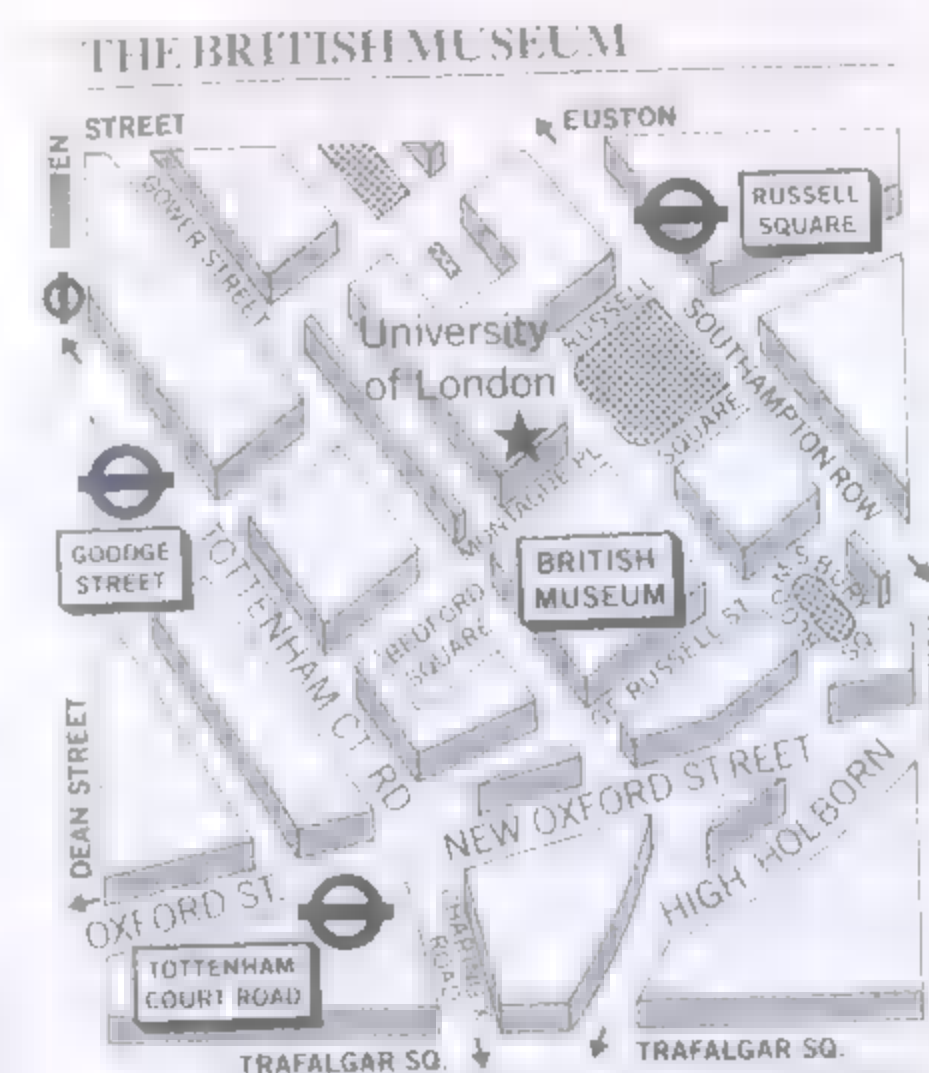 THE BRITISH MUSEUM
STREET
EUSTON
EN
RUSSELL
SQUARE
GOWER STREET
University
of London
RUSSELL
SQUARE
SOUTHAMPTON ROW
MONTAGUE PL
GOODGE
STREET
TOTTENHAM CT RD
BRITISH
MUSEUM
BEDFORD
SQUARE
GT RUSSELL ST
DEAN STREET
NEW OXFORD STREET
HIGH HOLBORN
OXFORD ST.
TOTTENHAM
COURT ROAD
ROAD
TRAFALGAR SQ.
TRAFALGAR SQ.